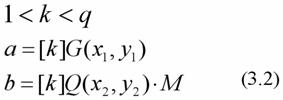 1 < k < q
a = [k]G(x₁, y₁)
b = [k]Q(x₂, y₂)·M (3.2)